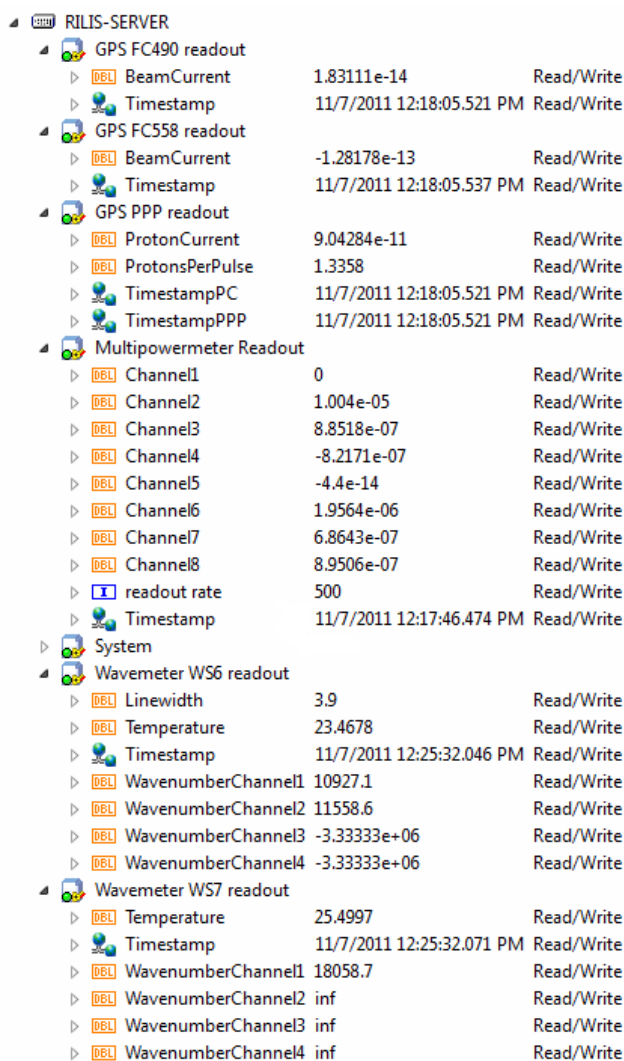 RILIS-SERVER
GPS FC490 readout
DBL BeamCurrent 1.83111e-14 Read/Write
Timestamp 11/7/2011 12:18:05.521 PM Read/Write
GPS FC558 readout
DBL BeamCurrent -1.28178e-13 Read/Write
Timestamp 11/7/2011 12:18:05.537 PM Read/Write
GPS PPP readout
DBL ProtonCurrent 9.04284e-11 Read/Write
DBL ProtonsPerPulse 1.3358 Read/Write
TimestampPC 11/7/2011 12:18:05.521 PM Read/Write
TimestampPPP 11/7/2011 12:18:05.521 PM Read/Write
Multipowermeter Readout
DBL Channel1 0 Read/Write
DBL Channel2 1.004e-05 Read/Write
DBL Channel3 8.8518e-07 Read/Write
DBL Channel4 -8.2171e-07 Read/Write
DBL Channel5 -4.4e-14 Read/Write
DBL Channel6 1.9564e-06 Read/Write
DBL Channel7 6.8643e-07 Read/Write
DBL Channel8 8.9506e-07 Read/Write
I readout rate 500 Read/Write
Timestamp 11/7/2011 12:17:46.474 PM Read/Write
System
Wavemeter WS6 readout
DBL Linewidth 3.9 Read/Write
DBL Temperature 23.4678 Read/Write
Timestamp 11/7/2011 12:25:32.046 PM Read/Write
DBL WavenumberChannel1 10927.1 Read/Write
DBL WavenumberChannel2 11558.6 Read/Write
DBL WavenumberChannel3 -3.33333e+06 Read/Write
DBL WavenumberChannel4 -3.33333e+06 Read/Write
Wavemeter WS7 readout
DBL Temperature 25.4997 Read/Write
Timestamp 11/7/2011 12:25:32.071 PM Read/Write
DBL WavenumberChannel1 18058.7 Read/Write
DBL WavenumberChannel2 inf Read/Write
DBL WavenumberChannel3 inf Read/Write
DBL WavenumberChannel4 inf Read/Write